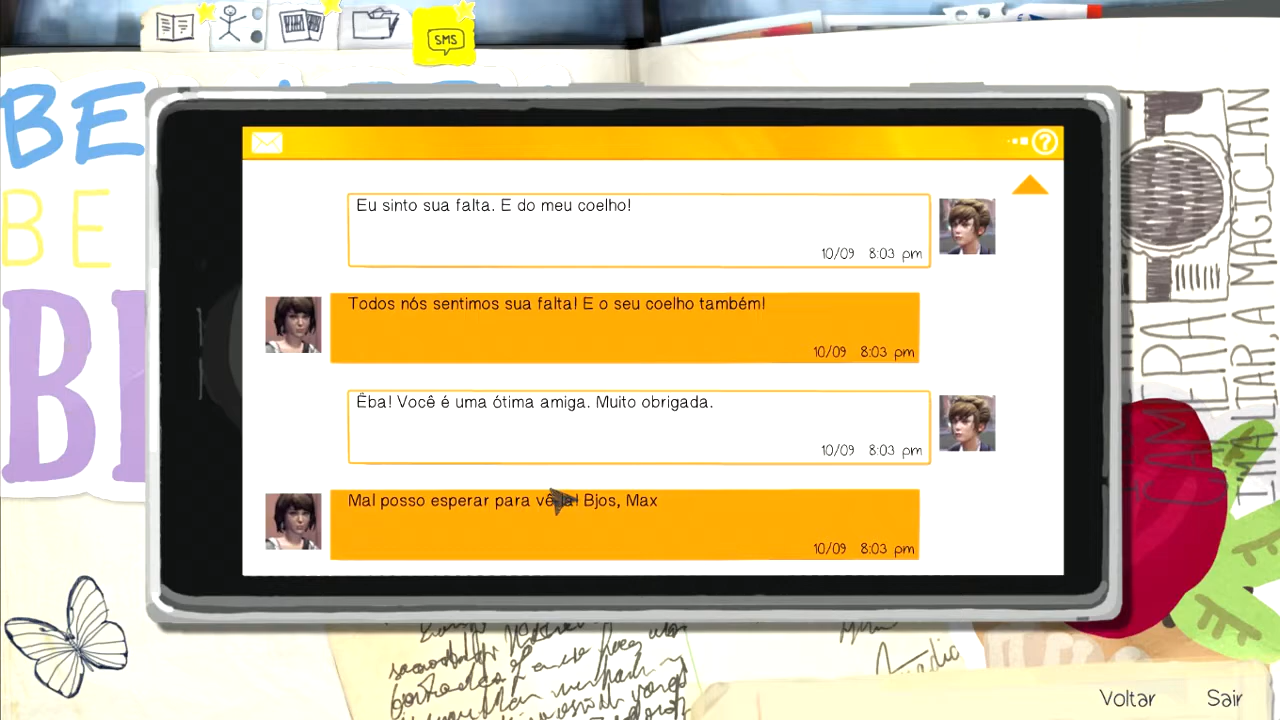 SMS
BE
BE
Eu sinto sua falta. E do meu coelho!
10/09 8:03 pm
Todos nós sentimos sua falta! E o seu coelho também!
10/09 8:03 pm
Êba! Você é uma ótima amiga. Muito obrigada.
10/09 8:03 pm
Mal posso esperar para vê-la! Bjos, Max
10/09 8:03 pm
CAMERA
LIAR, A MAGICIAN
Voltar Sair